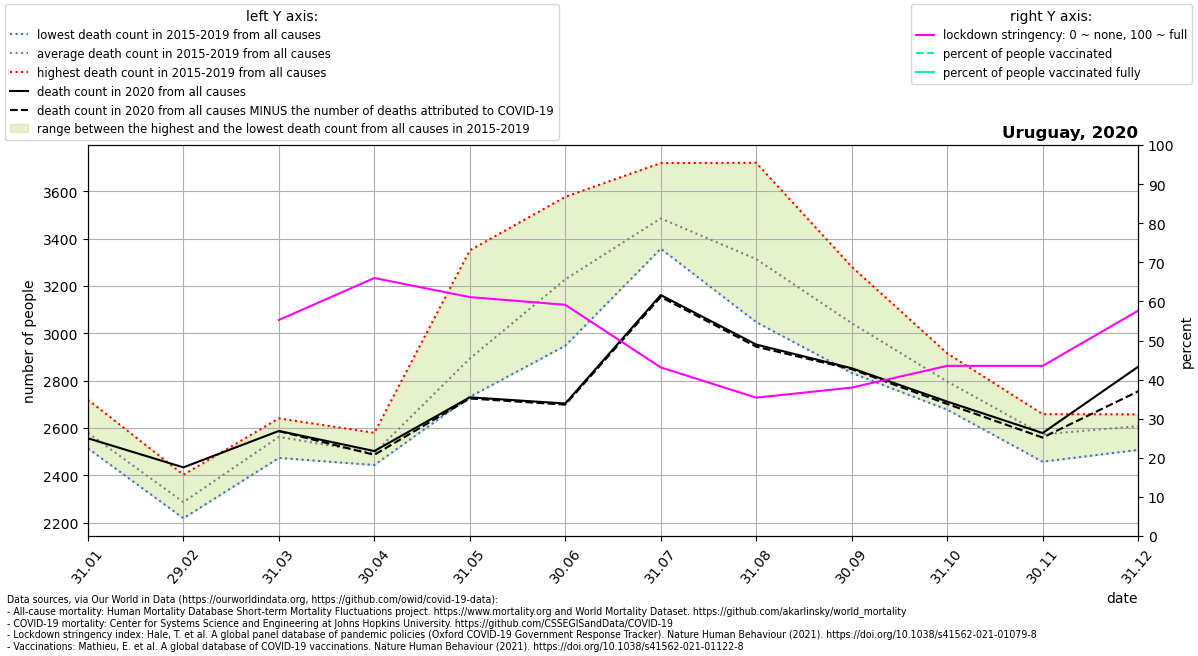 left Y axis:
lowest death count in 2015-2019 from all causes
average death count in 2015-2019 from all causes
highest death count in 2015-2019 from all causes
death count in 2020 from all causes
death count in 2020 from all causes MINUS the number of deaths attributed to COVID-19
range between the highest and the lowest death count from all causes in 2015-2019
right Y axis:
lockdown stringency: 0 ~ none, 100 ~ full
percent of people vaccinated
percent of people vaccinated fully
Uruguay, 2020
number of people
3600
3400
3200
3000
2800
2600
2400
2200
100
90
80
70
60
50
40
30
20
10
0
percent
31.01
29.02
31.03
30.04
31.05
30.06
31.07
31.08
30.09
31.10
30.11
31.12
date
Data sources, via Our World in Data (https://ourworldindata.org, https://github.com/owid/covid-19-data):
- All-cause mortality: Human Mortality Database Short-term Mortality Fluctuations project. https://www.mortality.org and World Mortality Dataset. https://github.com/akarlinsky/world_mortality
- COVID-19 mortality: Center for Systems Science and Engineering at Johns Hopkins University. https://github.com/CSSEGISandData/COVID-19
- Lockdown stringency index: Hale, T. et al. A global panel database of pandemic policies (Oxford COVID-19 Government Response Tracker). Nature Human Behaviour (2021). https://doi.org/10.1038/s41562-021-01079-8
- Vaccinations: Mathieu, E. et al. A global database of COVID-19 vaccinations. Nature Human Behaviour (2021). https://doi.org/10.1038/s41562-021-01122-8